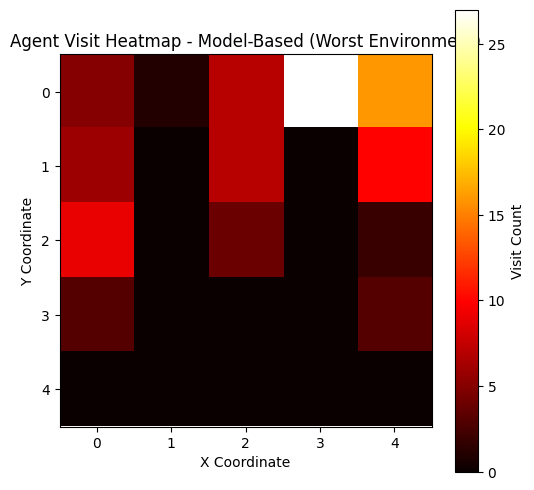 Agent Visit Heatmap - Model-Based (Worst Environme
0
1
2
3
4
Y Coordinate
0 1 2 3 4
X Coordinate
25
20
15
10
5
0
Visit Count